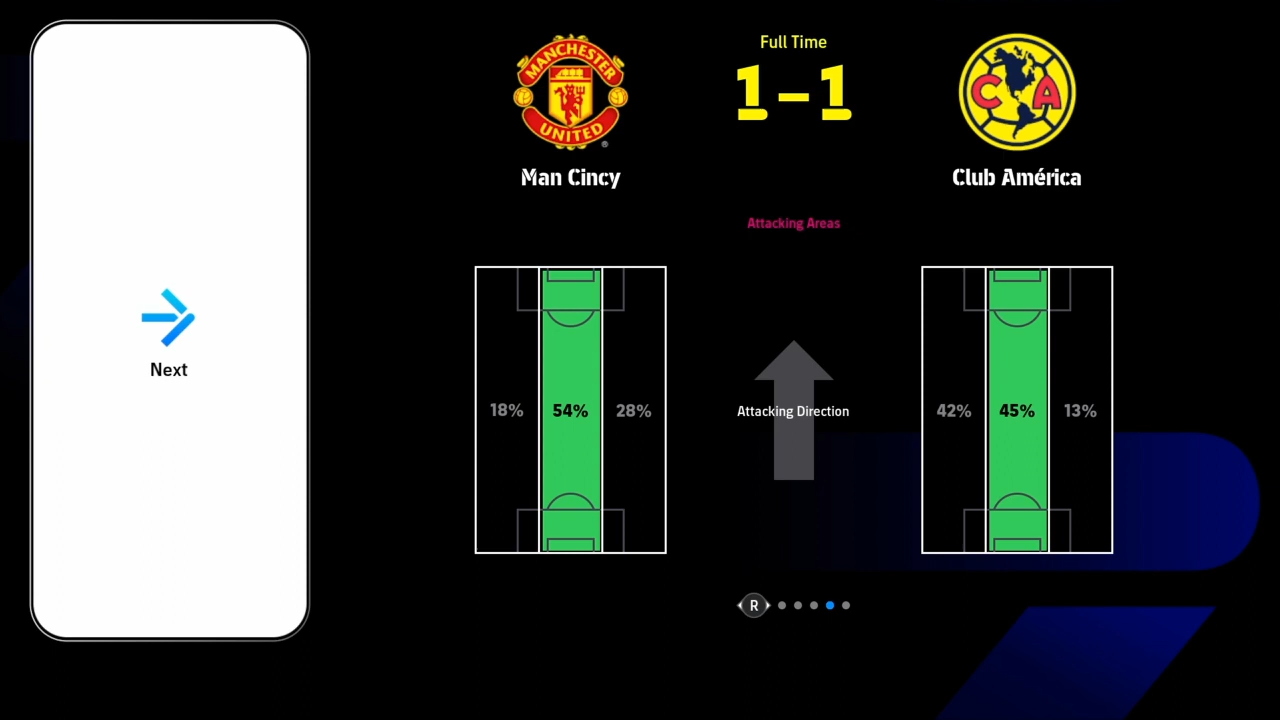 MANCHESTER
UNITED
®
Full Time
1-1
CA
Man Cincy
Club América
Attacking Areas
18%
54%
28%
Attacking Direction
42%
45%
13%
Next
R